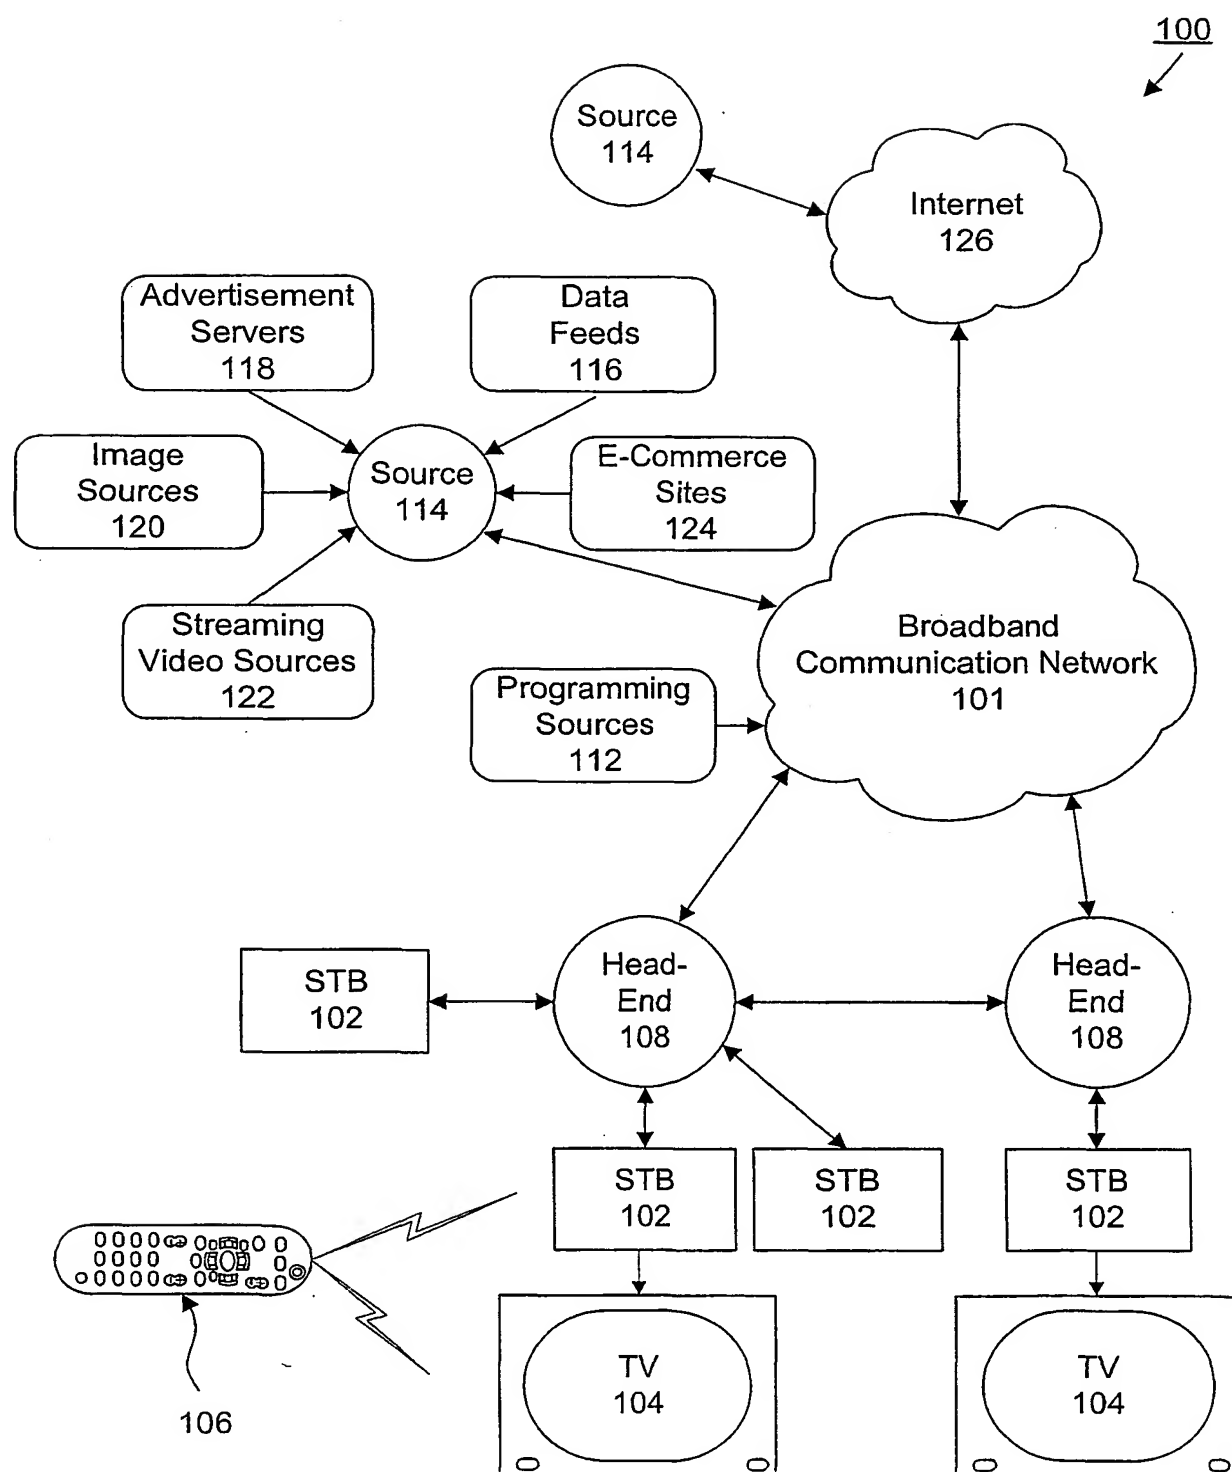 100
Source
114
Internet
126
Advertisement
Servers
118
Data
Feeds
116
Image
Sources
120
Source
114
E-Commerce
Sites
124
Streaming
Video Sources
122
Broadband
Communication Network
101
Programming
Sources
112
STB
102
Head-
End
108
Head-
End
108
STB
102
STB
102
STB
102
106
TV
104
TV
104